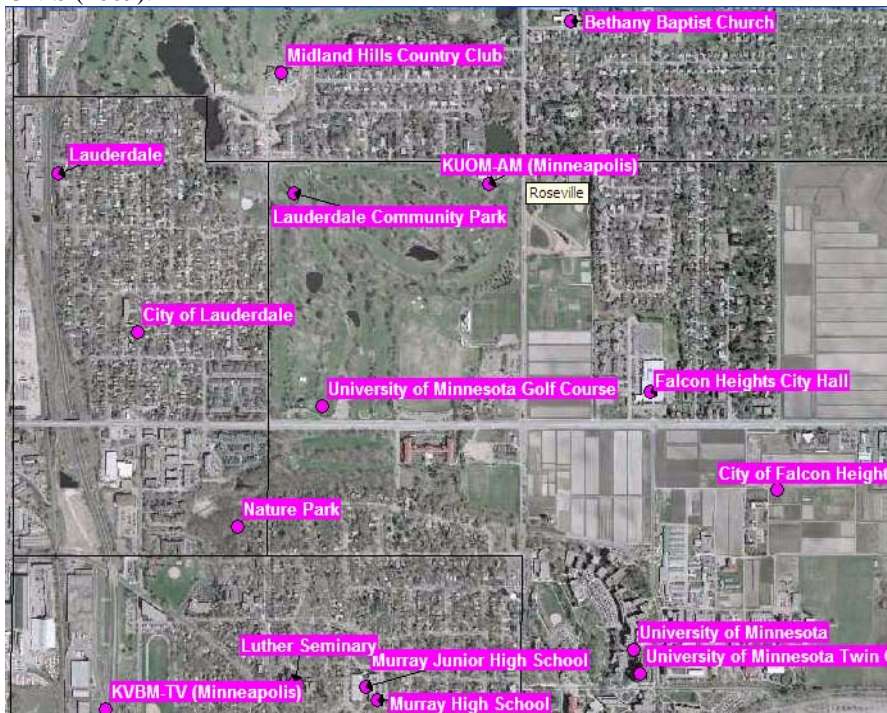 Bethany Baptist Church
Midland Hills Country Club
Lauderdale
KUOM-AM (Minneapolis)
Roseville
Lauderdale Community Park
City of Lauderdale
University of Minnesota Golf Course
Falcon Heights City Hall
City of Falcon Height
Nature Park
University of Minnesota
Luther Seminary
Murray Junior High School
University of Minnesota Twin
KVBM-TV (Minneapolis)
Murray High School